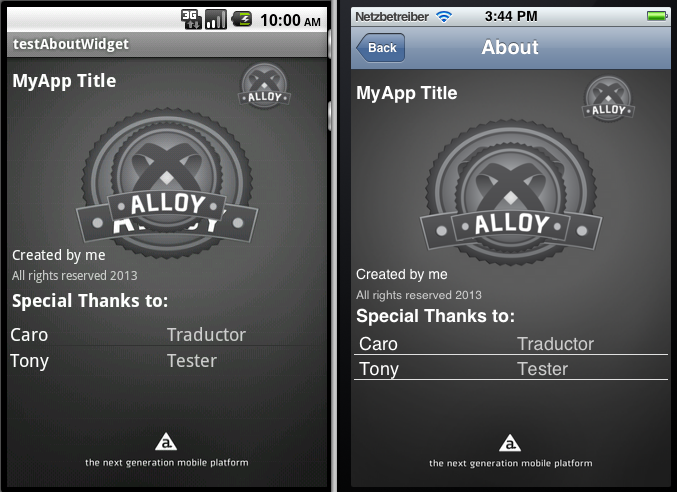 3G 10:00 AM
testAboutWidget
MyApp Title
ALLOY
ALLOY
ALLOY
Created by me
All rights reserved 2013
Special Thanks to:
Caro Traductor
Tony Tester
a
the next generation mobile platform
Netzbetreiber 3:44 PM
Back About
MyApp Title
ALLOY
ALLOY
Created by me
All rights reserved 2013
Special Thanks to:
Caro Traductor
Tony Tester
a
the next generation mobile platform